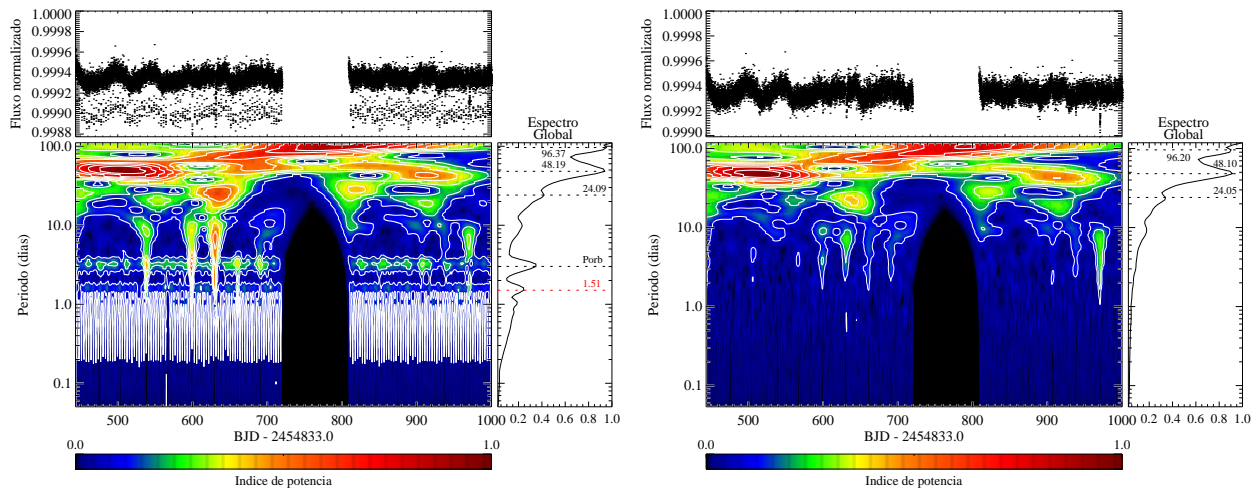 Fluxo normalizado
1.0000
0.9998
0.9996
0.9994
0.9992
0.9990
0.9988
Espectro
Global
Período (dias)
100.0
10.0
1.0
0.1
96.37
48.19
24.09
Porb
1.51
500 600 700 800 900 1000
0.2 0.4 0.6 0.8 1.0
BJD - 2454833.0
0.0 1.0
Indice de potencia
Fluxo normalizado
1.0000
0.9998
0.9996
0.9994
0.9992
0.9990
Espectro
Global
Período (dias)
100.0
10.0
1.0
0.1
96.20
48.10
24.05
500 600 700 800 900 1000
0.2 0.4 0.6 0.8 1.0
BJD - 2454833.0
0.0 1.0
Indice de potencia